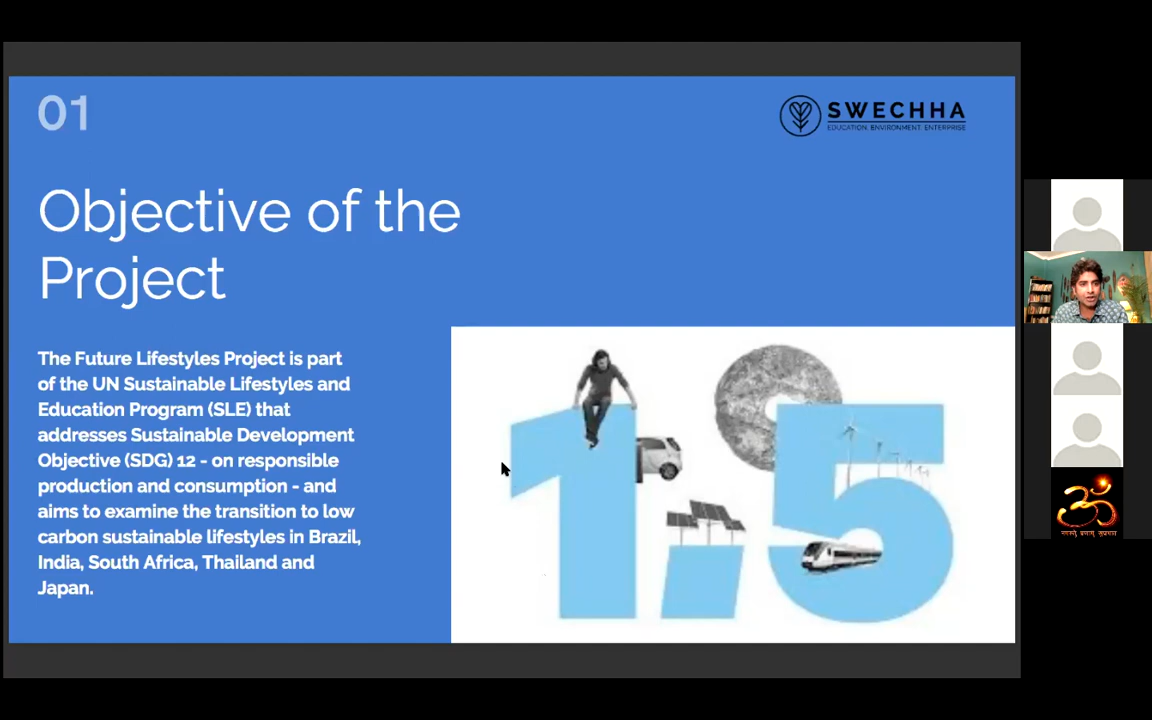 01
SWECHHA
EDUCATION. ENVIRONMENT. ENTERPRISE
Objective of the
Project
The Future Lifestyles Project is part
of the UN Sustainable Lifestyles and
Education Program (SLE) that
addresses Sustainable Development
Objective (SDG) 12 - on responsible
production and consumption - and
aims to examine the transition to low
carbon sustainable lifestyles in Brazil,
India, South Africa, Thailand and
Japan.
1.5
ॐ